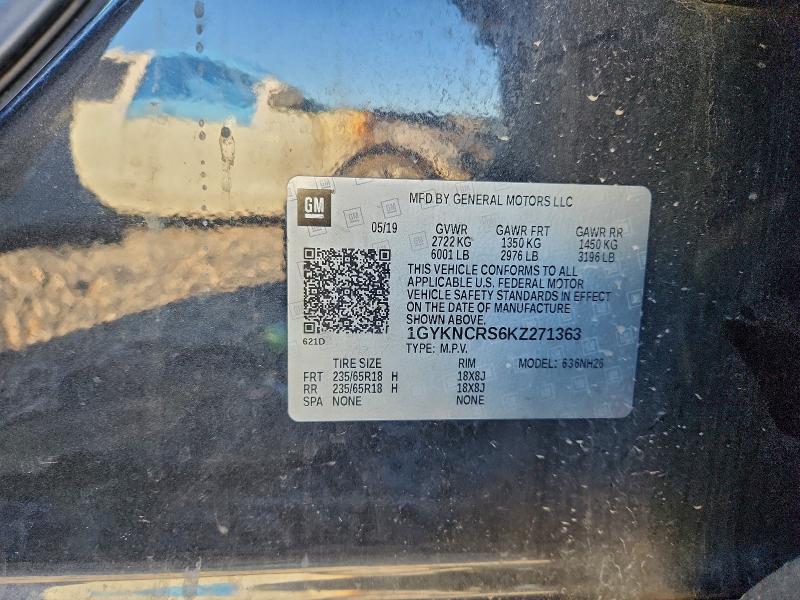 GM
MFD BY GENERAL MOTORS LLC
05/19 GVWR GAWR FRT GAWR RR
2722 KG 1350 KG 1450 KG
6001 LB 2976 LB 3196 LB
THIS VEHICLE CONFORMS TO ALL
APPLICABLE U.S. FEDERAL MOTOR
VEHICLE SAFETY STANDARDS IN EFFECT
ON THE DATE OF MANUFACTURE
SHOWN ABOVE.
621D
1GYKNCRS6KZ271363
TYPE: M.P.V.
TIRE SIZE RIM MODEL: 636NH26
FRT 235/65R18 H 18X8J
RR 235/65R18 H 18X8J
SPA NONE NONE